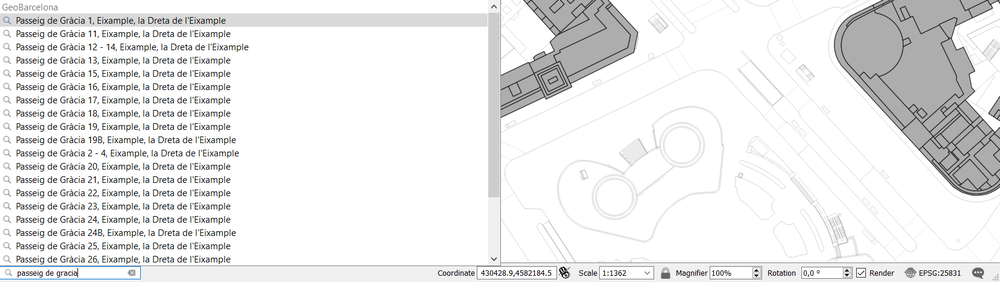 GeoBarcelona
Passeig de Gràcia 1, Eixample, la Dreta de l'Eixample
Passeig de Gràcia 11, Eixample, la Dreta de l'Eixample
Passeig de Gràcia 12 - 14, Eixample, la Dreta de l'Eixample
Passeig de Gràcia 13, Eixample, la Dreta de l'Eixample
Passeig de Gràcia 15, Eixample, la Dreta de l'Eixample
Passeig de Gràcia 16, Eixample, la Dreta de l'Eixample
Passeig de Gràcia 17, Eixample, la Dreta de l'Eixample
Passeig de Gràcia 18, Eixample, la Dreta de l'Eixample
Passeig de Gràcia 19, Eixample, la Dreta de l'Eixample
Passeig de Gràcia 19B, Eixample, la Dreta de l'Eixample
Passeig de Gràcia 2 - 4, Eixample, la Dreta de l'Eixample
Passeig de Gràcia 20, Eixample, la Dreta de l'Eixample
Passeig de Gràcia 21, Eixample, la Dreta de l'Eixample
Passeig de Gràcia 22, Eixample, la Dreta de l'Eixample
Passeig de Gràcia 23, Eixample, la Dreta de l'Eixample
Passeig de Gràcia 24, Eixample, la Dreta de l'Eixample
Passeig de Gràcia 24B, Eixample, la Dreta de l'Eixample
Passeig de Gràcia 25, Eixample, la Dreta de l'Eixample
Passeig de Gràcia 26, Eixample, la Dreta de l'Eixample
passeig de gracia Coordinate 430428.9,4582184.5 Scale 1:1362 Magnifier 100% Rotation 0,0 ° Render EPSG:25831